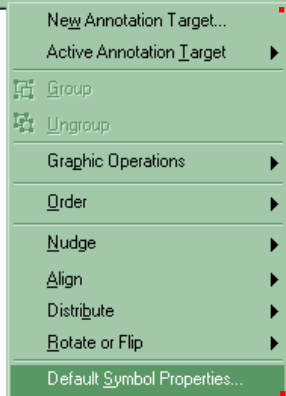 New Annotation Target...
Active Annotation Target
Group
Ungroup
Graphic Operations
Order
Nudge
Align
Distribute
Rotate or Flip
Default Symbol Properties...